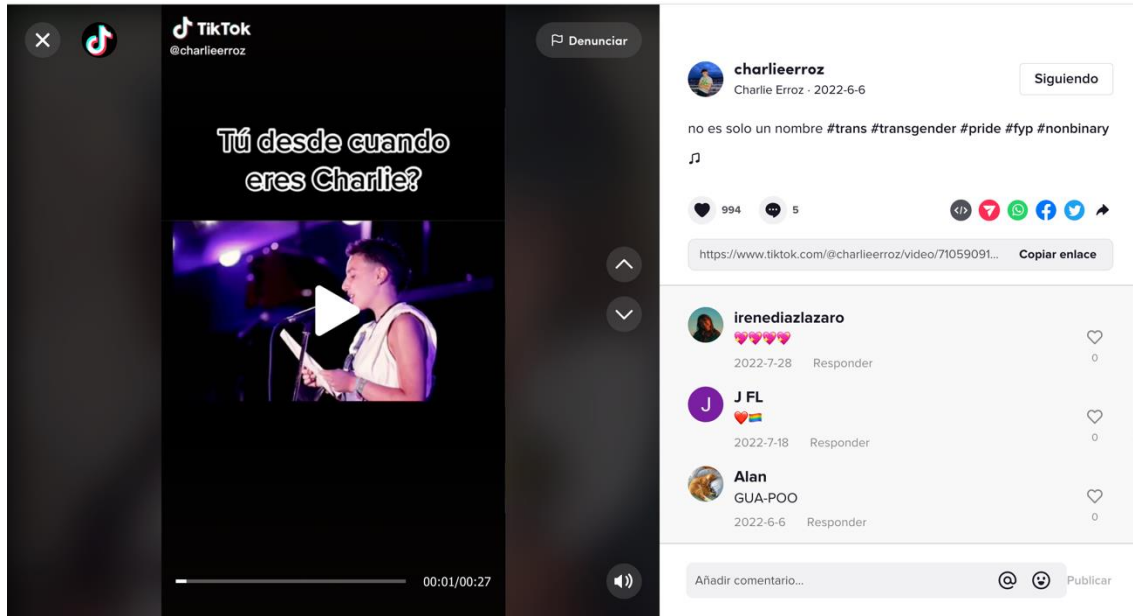 TikTok
@charlieerroz
Denunciar
Tú desde cuando
eres Charlie?
00:01/00:27
charlieerroz
Charlie Erroz · 2022-6-6
Siguiendo
no es solo un nombre #trans #transgender #pride #fyp #nonbinary
994
5
https://www.tiktok.com/@charlieerroz/video/71059091...
Copiar enlace
irenediazlazaro
💖💖💖💖
2022-7-28 Responder
0
J
J FL
❤️🏳️‍🌈
2022-7-18 Responder
0
Alan
GUA-POO
2022-6-6 Responder
0
Añadir comentario...
Publicar